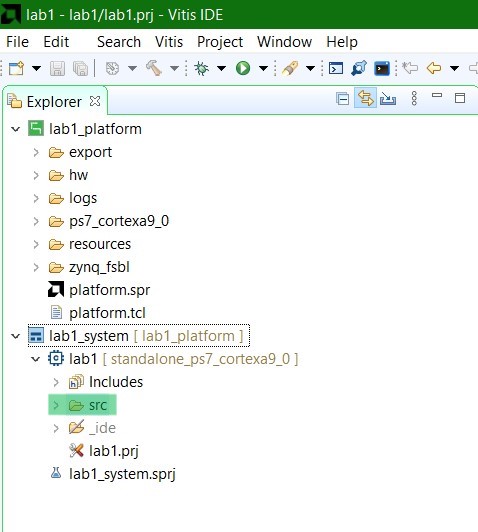 lab1 - lab1/lab1.prj - Vitis IDE
File Edit Search Vitis Project Window Help
Explorer
lab1_platform
export
hw
logs
ps7_cortexa9_0
resources
zynq_fsbl
platform.spr
platform.tcl
lab1_system [ lab1_platform ]
lab1 [ standalone_ps7_cortexa9_0 ]
Includes
src
_ide
lab1.prj
lab1_system.sprj